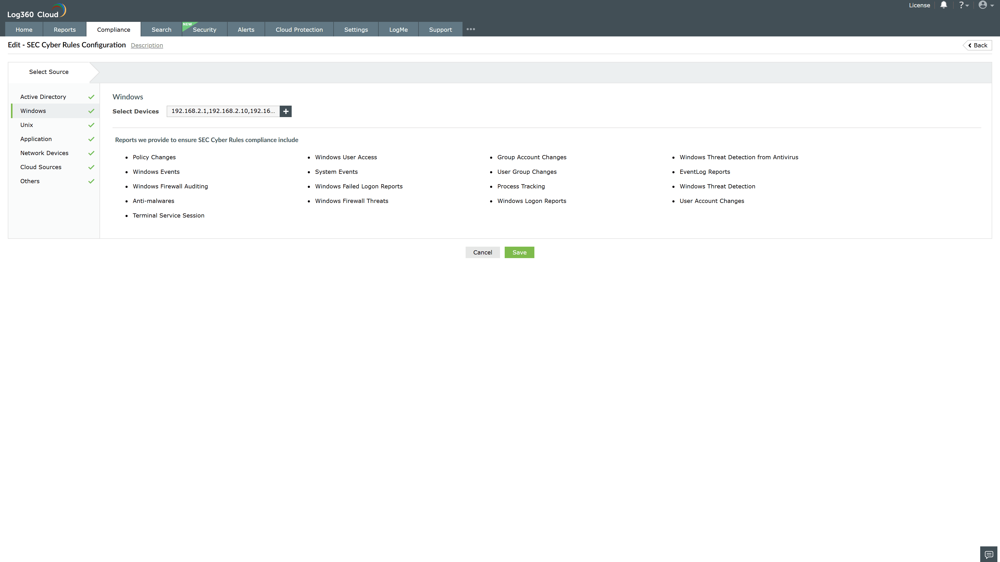 License
?
Log360 Cloud
Home Reports Compliance Search NEW Security Alerts Cloud Protection Settings LogMe Support •••
Edit - SEC Cyber Rules Configuration Description Back
Select Source
Active Directory
Windows
Unix
Application
Network Devices
Cloud Sources
Others
Windows
Select Devices 192.168.2.1,192.168.2.10,192.16... +
Reports we provide to ensure SEC Cyber Rules compliance include
• Policy Changes • Windows User Access • Group Account Changes • Windows Threat Detection from Antivirus
• Windows Events • System Events • User Group Changes • EventLog Reports
• Windows Firewall Auditing • Windows Failed Logon Reports • Process Tracking • Windows Threat Detection
• Anti-malwares • Windows Firewall Threats • Windows Logon Reports • User Account Changes
• Terminal Service Session
Cancel Save